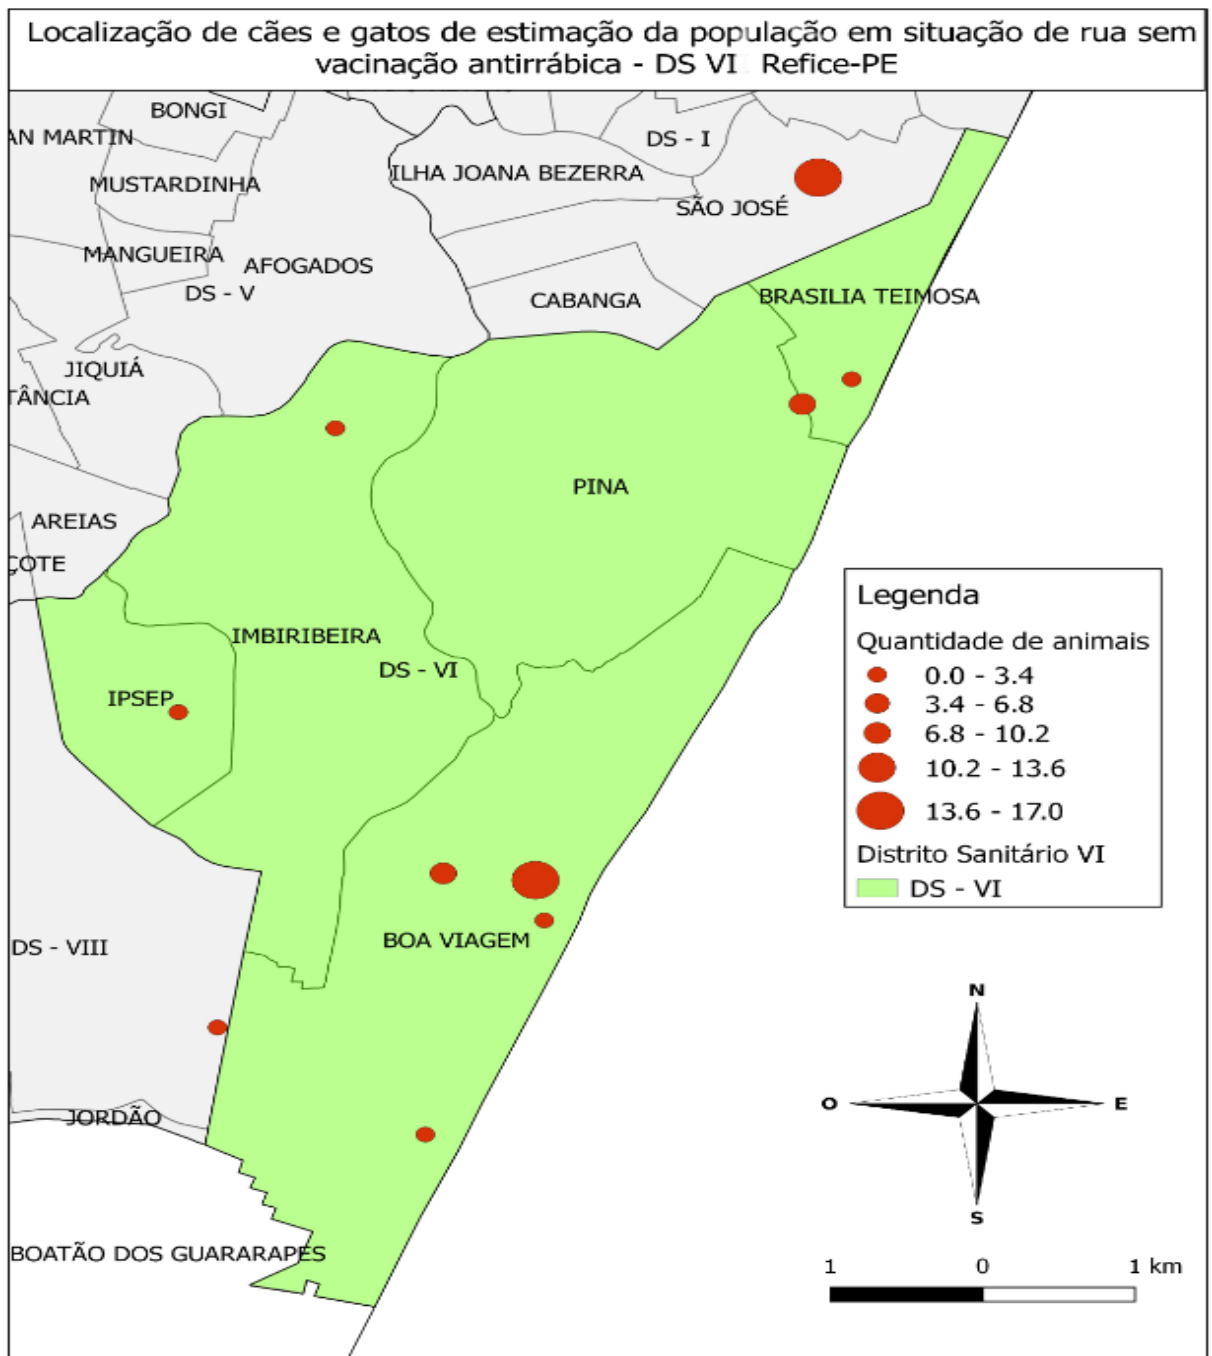 Localização de cães e gatos de estimação da população em situação de rua sem
vacinação antirrábica - DS VI Refice-PE
BONGI
AN MARTIN
DS - I
ILHA JOANA BEZERRA
MUSTARDINHA
SÃO JOSÉ
MANGUEIRA
AFOGADOS
DS - V
CABANGA
BRASILIA TEIMOSA
JIQUIÁ
TÂNCIA
PINA
AREIAS
ÇOTE
IMBIRIBEIRA
DS - VI
IPSEP
BOA VIAGEM
DS - VIII
JORDÃO
BOATÃO DOS GUARARAPES
Legenda
Quantidade de animais
0.0 - 3.4
3.4 - 6.8
6.8 - 10.2
10.2 - 13.6
13.6 - 17.0
Distrito Sanitário VI
DS - VI
N
O E
S
1 0 1 km